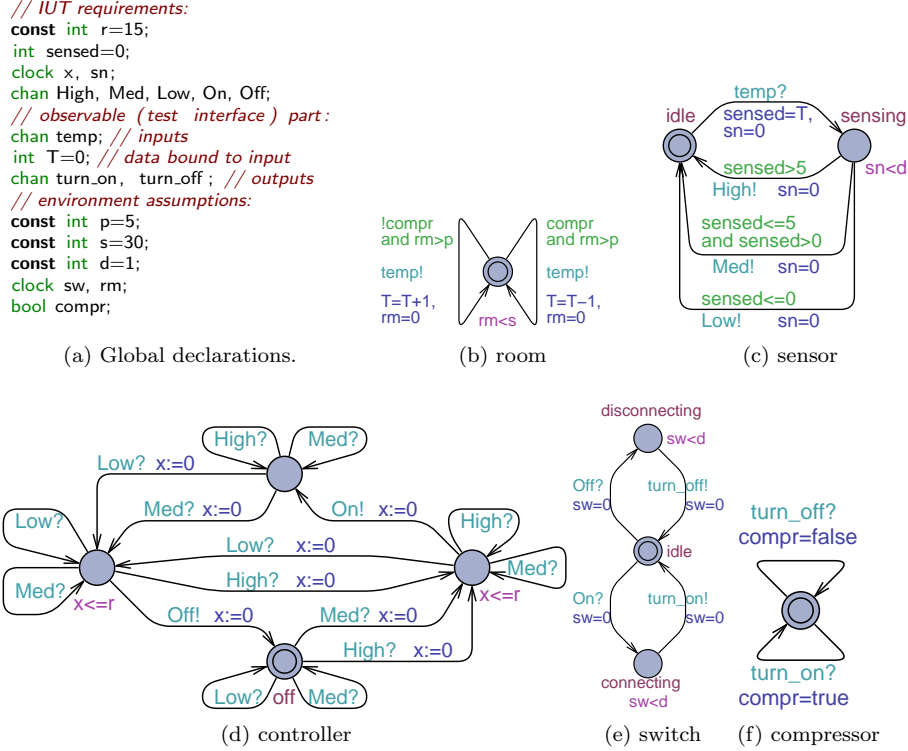 // IUT requirements:
const int r=15;
int sensed=0;
clock x, sn;
chan High, Med, Low, On, Off;
// observable (test interface) part:
chan temp; // inputs
int T=0; // data bound to input
chan turn_on, turn_off; // outputs
// environment assumptions:
const int p=5;
const int s=30;
const int d=1;
clock sw, rm;
bool compr;
(a) Global declarations.
!compr
and rm>p
temp!
T=T+1,
rm=0
rm<s
compr
and rm>p
temp!
T=T−1,
rm=0
(b) room
temp?
idle
sensed=T,
sn=0
sensing
sn<d
sensed>5
High! sn=0
sensed<=5
and sensed>0
Med! sn=0
sensed<=0
Low! sn=0
(c) sensor
High?
Med?
Low? x:=0
Med? x:=0
On! x:=0
High?
Low?
Low? x:=0
Med?
Med?
High? x:=0
x<=r
x<=r
Off! x:=0
Med? x:=0
High? x:=0
Low?
off
Med?
(d) controller
disconnecting
sw<d
Off?
sw=0
turn_off!
sw=0
idle
On?
sw=0
turn_on!
sw=0
connecting
sw<d
(e) switch
turn_off?
compr=false
turn_on?
compr=true
(f) compressor